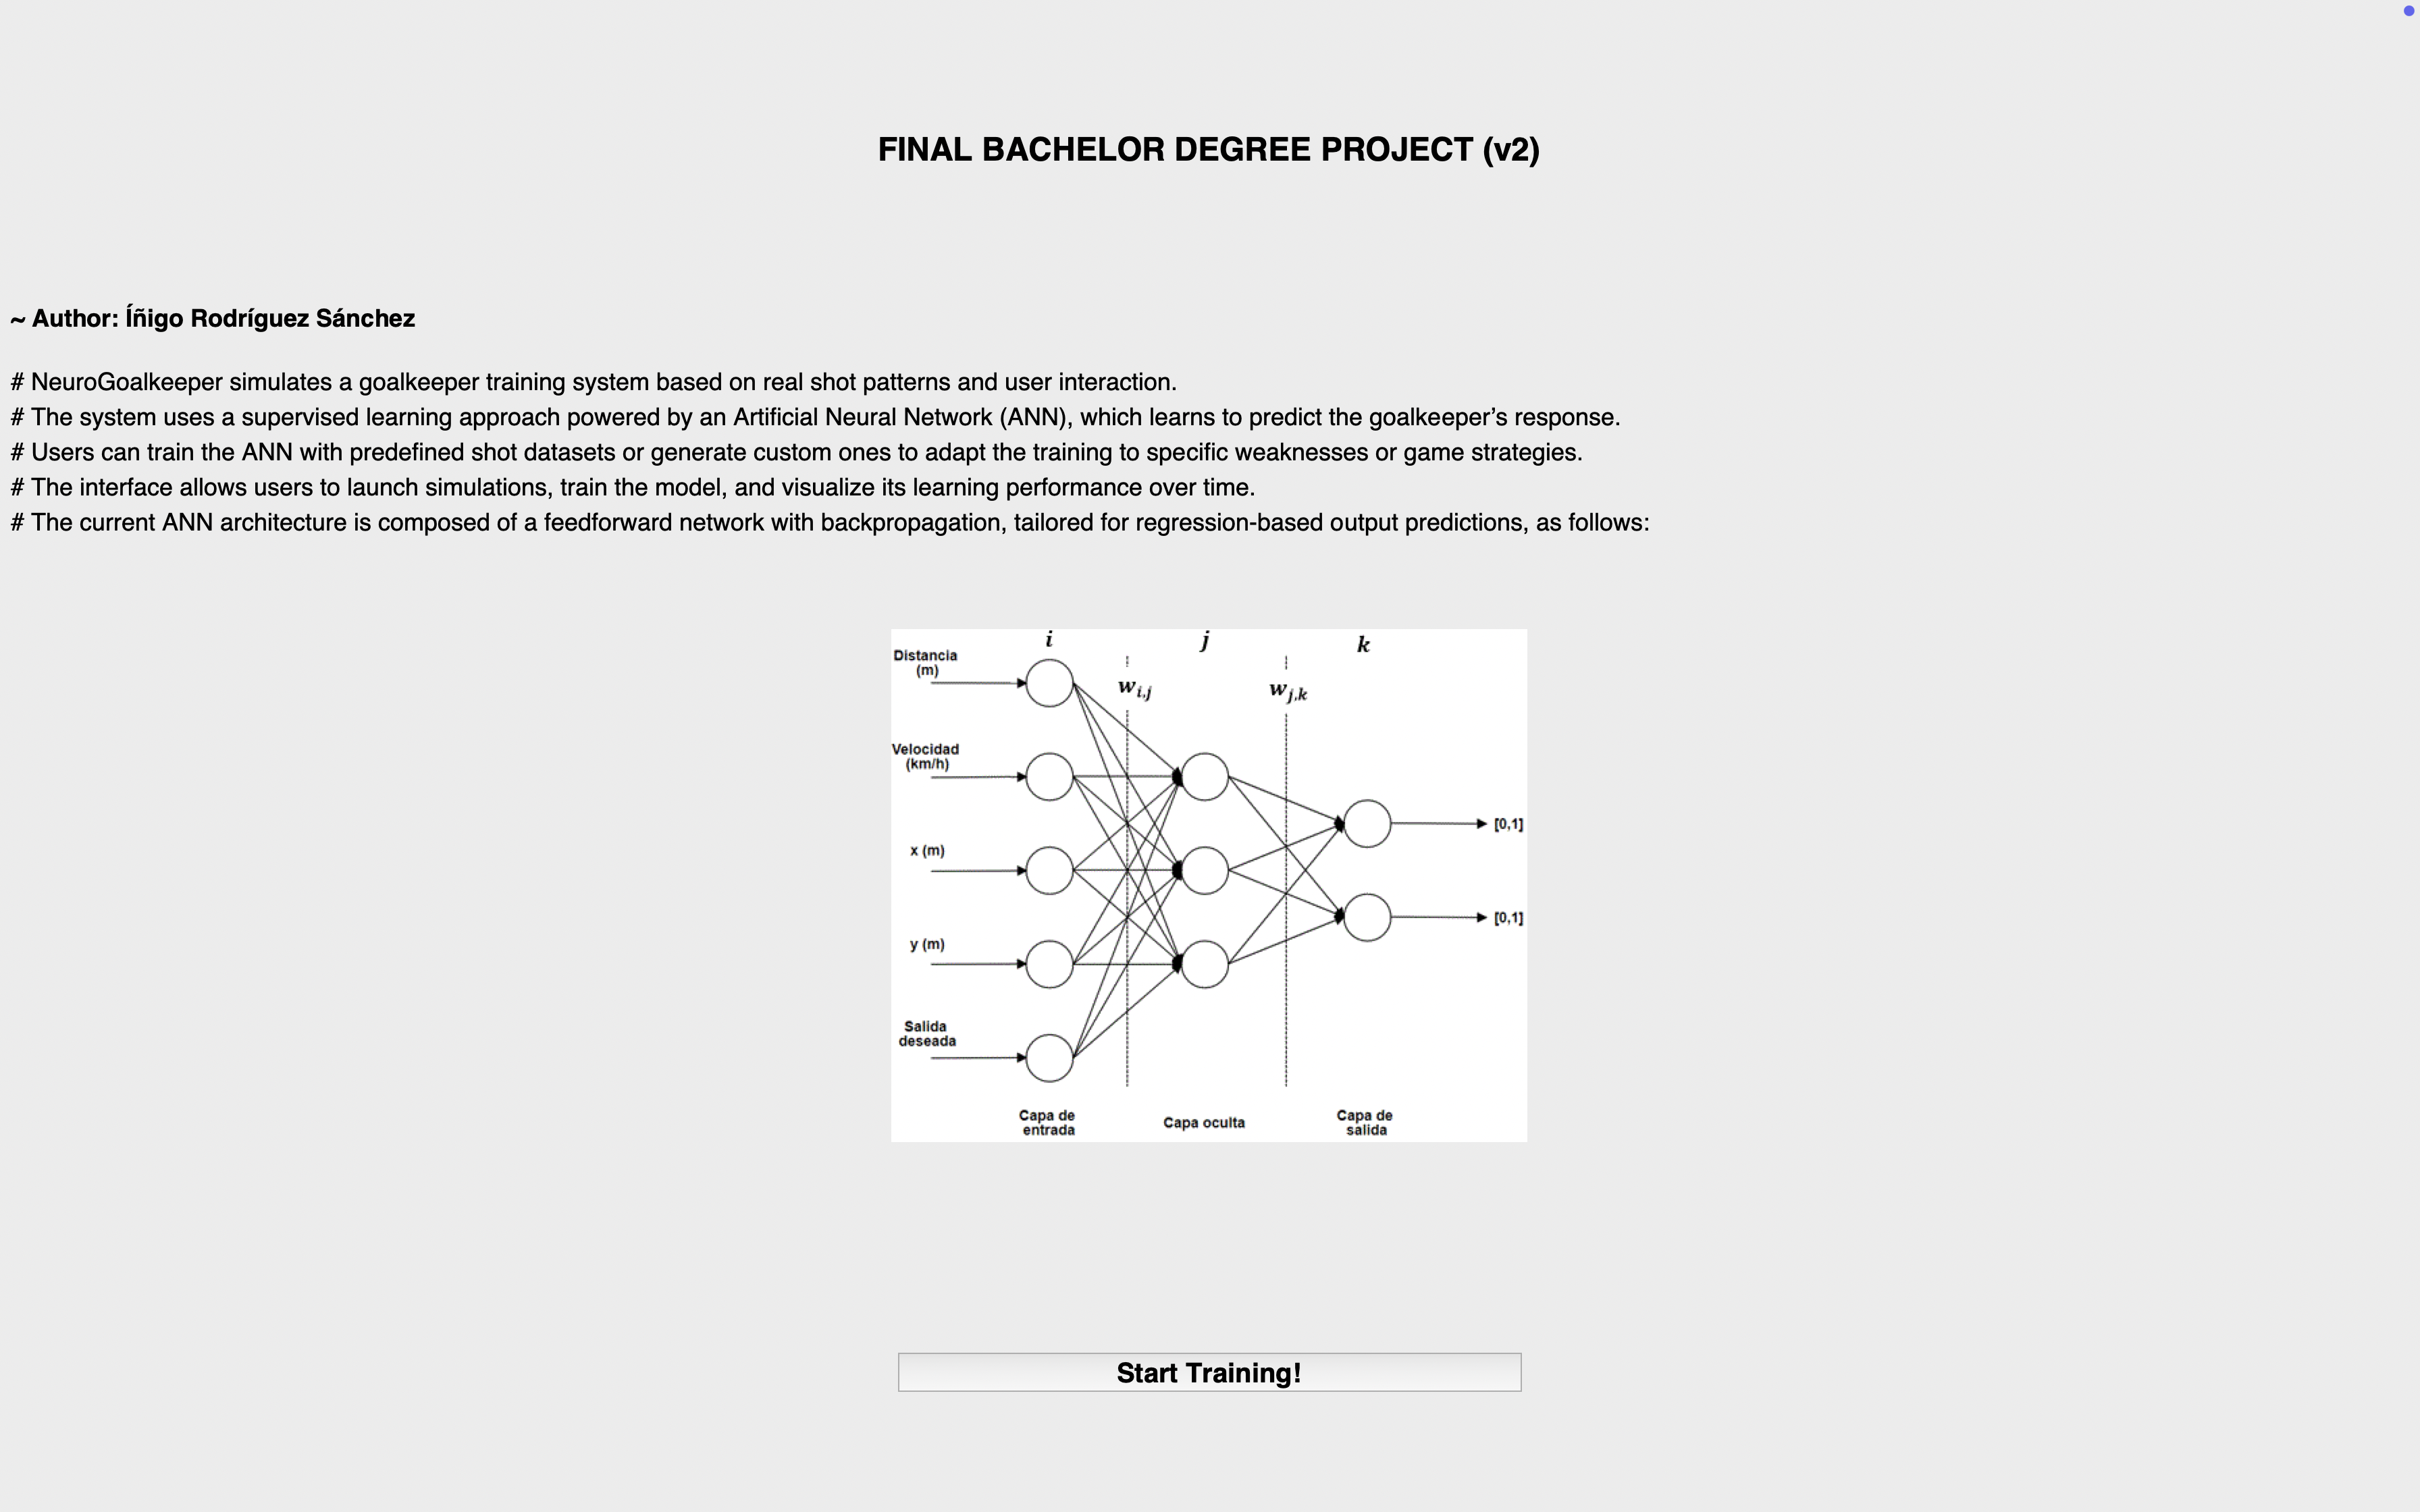 FINAL BACHELOR DEGREE PROJECT (v2)
~ Author: Íñigo Rodríguez Sánchez
# NeuroGoalkeeper simulates a goalkeeper training system based on real shot patterns and user interaction.
# The system uses a supervised learning approach powered by an Artificial Neural Network (ANN), which learns to predict the goalkeeper’s response.
# Users can train the ANN with predefined shot datasets or generate custom ones to adapt the training to specific weaknesses or game strategies.
# The interface allows users to launch simulations, train the model, and visualize its learning performance over time.
# The current ANN architecture is composed of a feedforward network with backpropagation, tailored for regression-based output predictions, as follows:
i j k
Distancia
(m)
w_{i,j} w_{j,k}
Velocidad
(km/h)
[0,1]
x (m)
[0,1]
y (m)
Salida
deseada
Capa de
entrada
Capa oculta
Capa de
salida
Start Training!